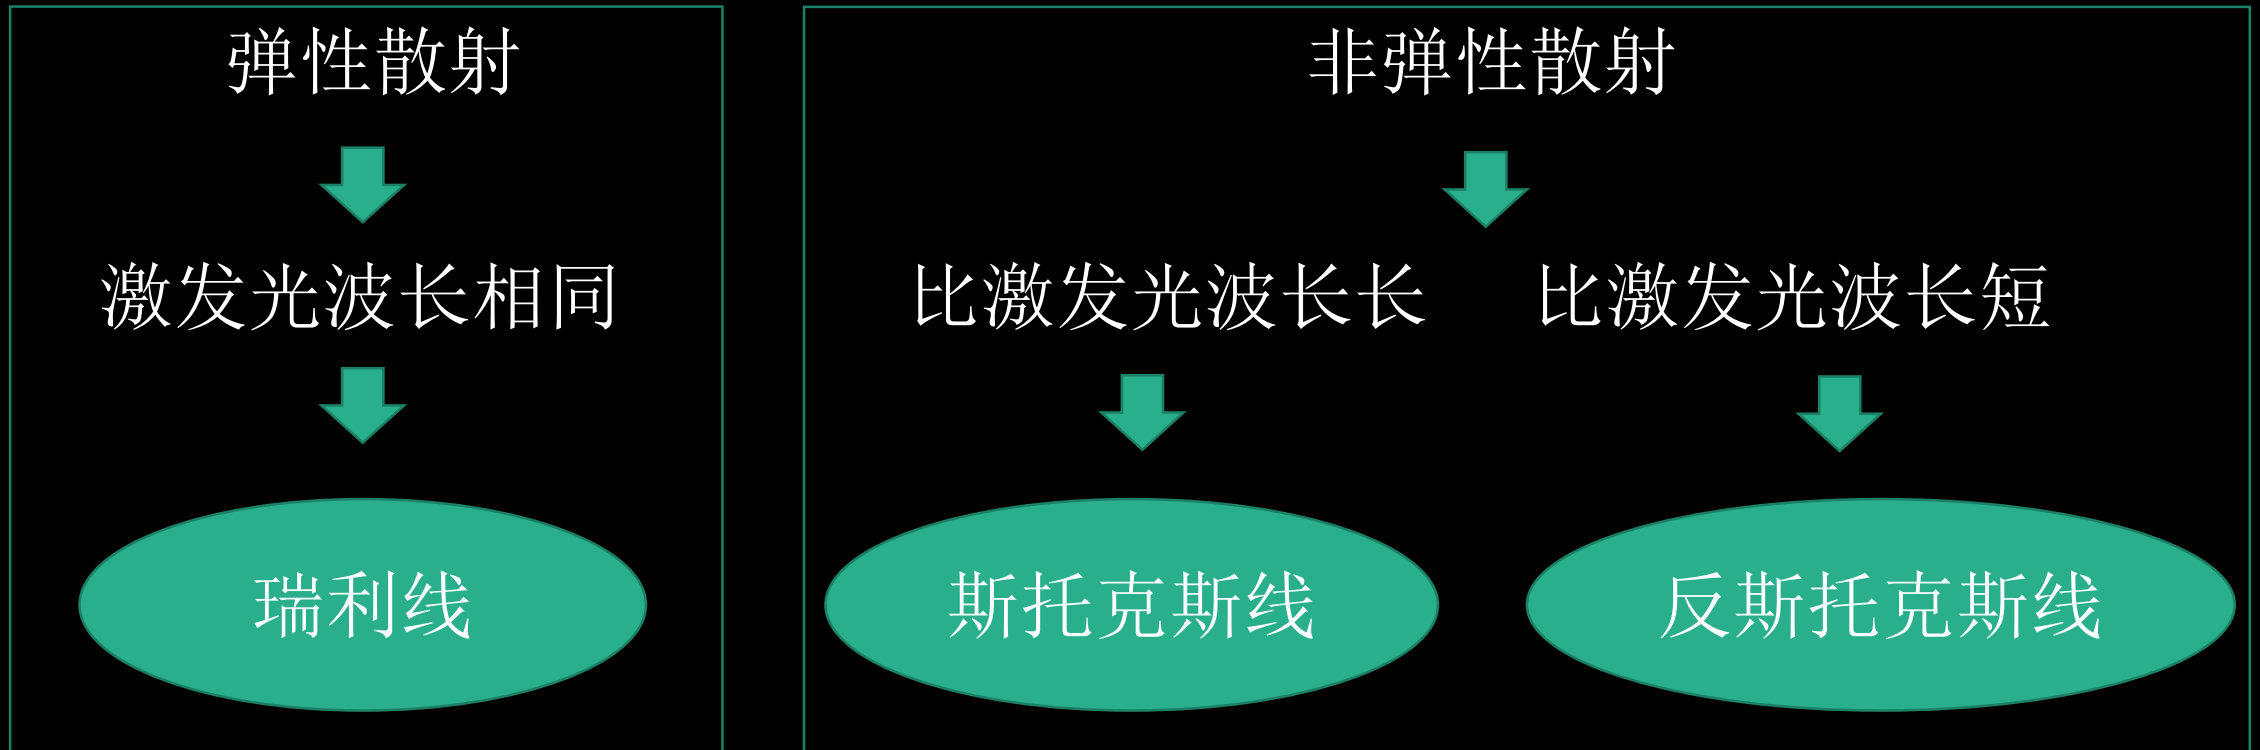 弹性散射
激发光波长相同
瑞利线
非弹性散射
比激发光波长长
比激发光波长短
斯托克斯线
反斯托克斯线